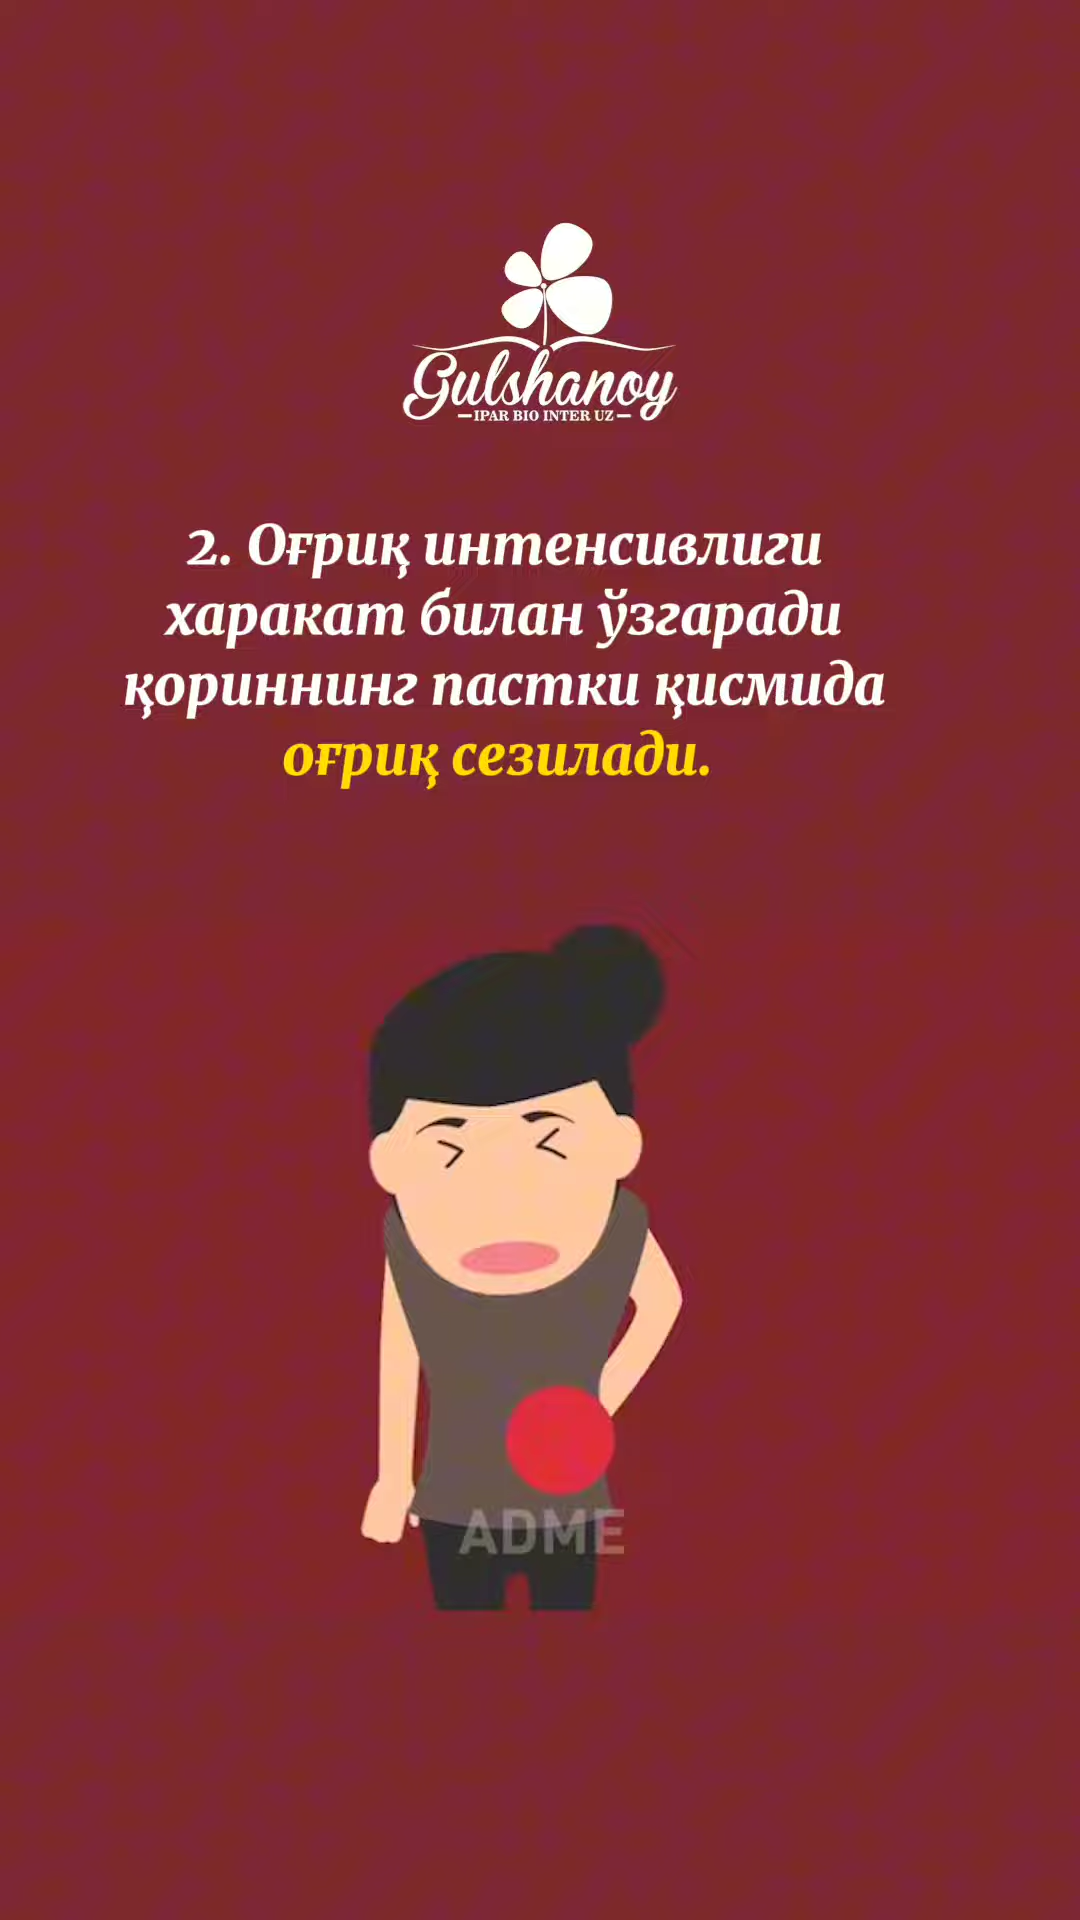 Gulshanoy
IPAR BIO INTER UZ
2. Оғриқ интенсивлиги
харакат билан ўзгаради
қориннинг пастки қисмида
оғриқ сезилади.
ADME